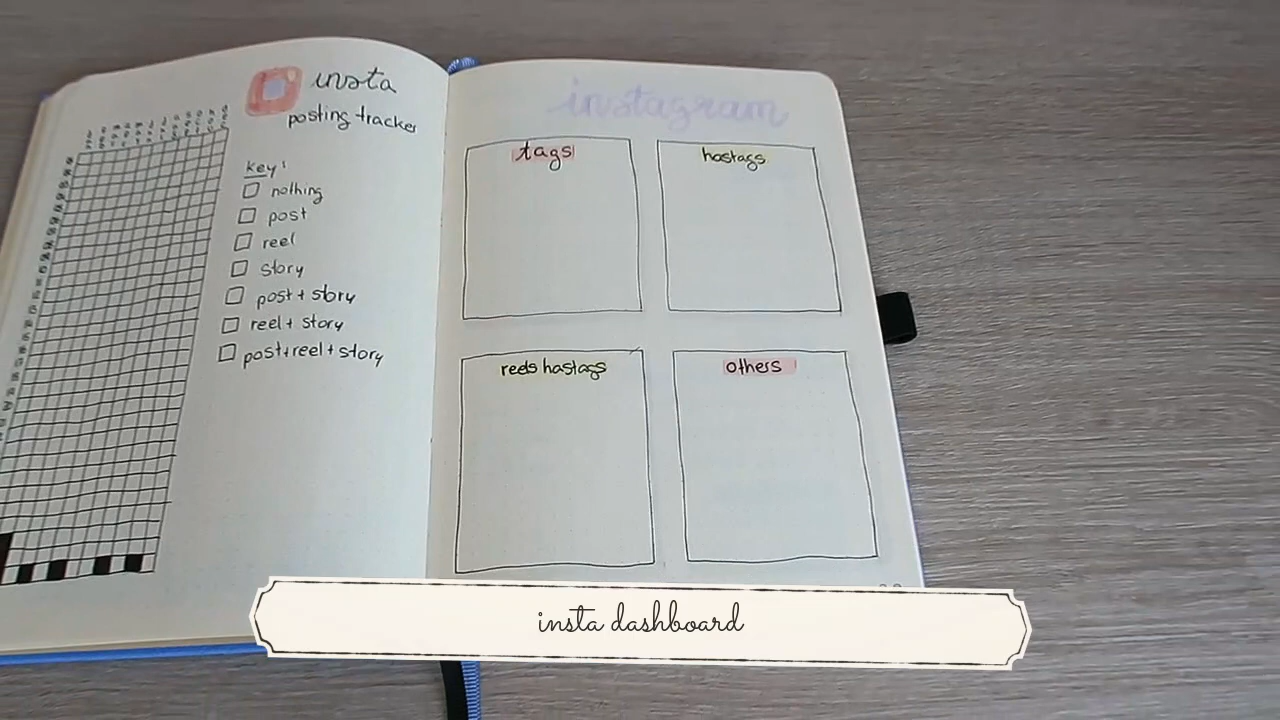 insta
posting tracker
key:
nothing
post
reel
story
post + story
reel + story
post+reel+story
instagram
tags
hastags
reels hastags
others
insta dashboard